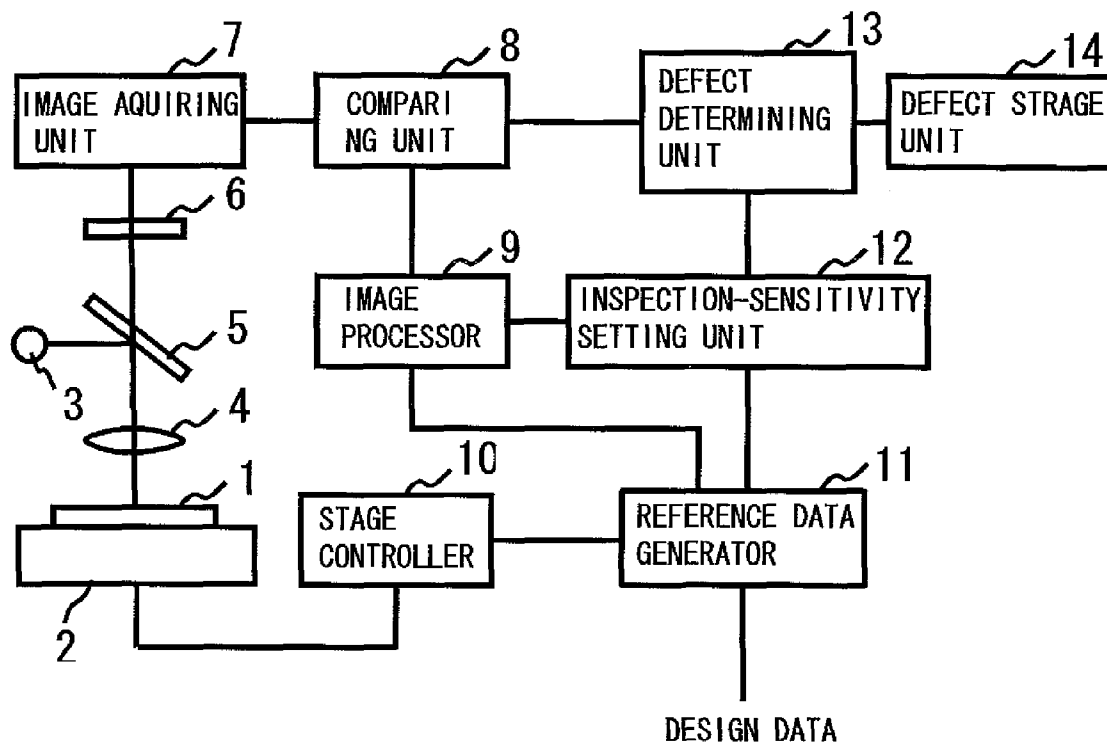 7
8
13
14
IMAGE AQUIRING
UNIT
COMPARI
NG UNIT
DEFECT
DETERMINING
UNIT
DEFECT STRAGE
UNIT
6
9
12
IMAGE
PROCESSOR
INSPECTION-SENSITIVITY
SETTING UNIT
5
3
4
1
10
11
STAGE
CONTROLLER
REFERENCE DATA
GENERATOR
2
DESIGN DATA